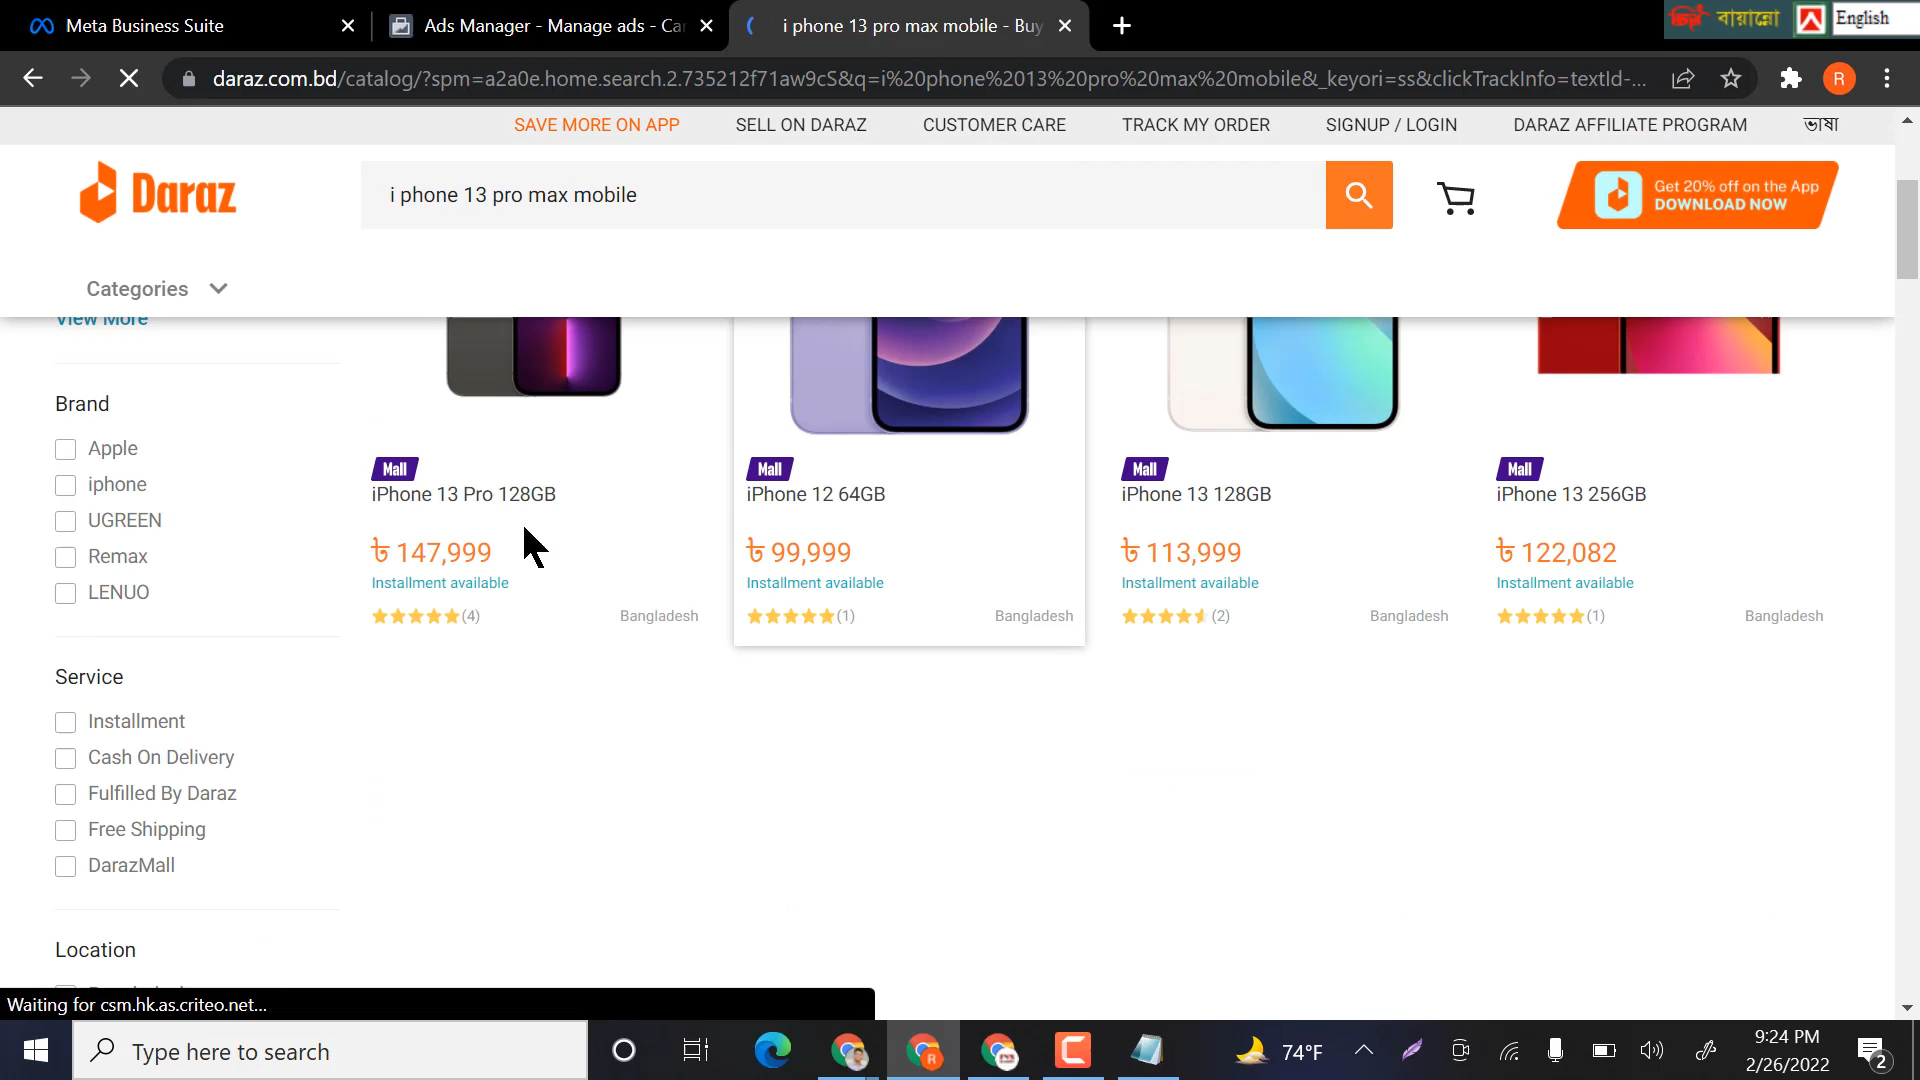 Meta Business Suite
Ads Manager - Manage ads - Ca
i phone 13 pro max mobile - Buy
বায়ান্নো
English
daraz.com.bd/catalog/?spm=a2a0e.home.search.2.735212f71aw9cS&q=i%20phone%2013%20pro%20max%20mobile&_keyori=ss&clickTrackInfo=textId-...
R
SAVE MORE ON APP
SELL ON DARAZ
CUSTOMER CARE
TRACK MY ORDER
SIGNUP / LOGIN
DARAZ AFFILIATE PROGRAM
ভাষা
Daraz
i phone 13 pro max mobile
Get 20% off on the App
DOWNLOAD NOW
Categories
View More
Brand
Apple
iphone
UGREEN
Remax
LENUO
Service
Installment
Cash On Delivery
Fulfilled By Daraz
Free Shipping
DarazMall
Location
Mall
iPhone 13 Pro 128GB
৳ 147,999
Installment available
(4)
Bangladesh
Mall
iPhone 12 64GB
৳ 99,999
Installment available
(1)
Bangladesh
Mall
iPhone 13 128GB
৳ 113,999
Installment available
(2)
Bangladesh
Mall
iPhone 13 256GB
৳ 122,082
Installment available
(1)
Bangladesh
Waiting for csm.hk.as.criteo.net...
Type here to search
R
74°F
9:24 PM
2/26/2022
2